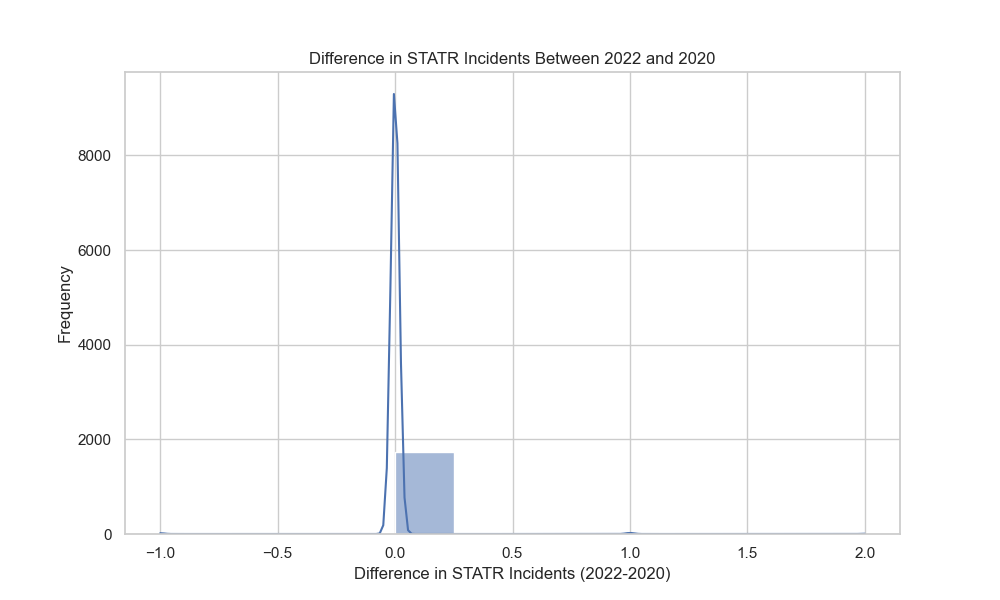 Difference in STATR Incidents Between 2022 and 2020
Frequency
8000
6000
4000
2000
0
−1.0 −0.5 0.0 0.5 1.0 1.5 2.0
Difference in STATR Incidents (2022-2020)